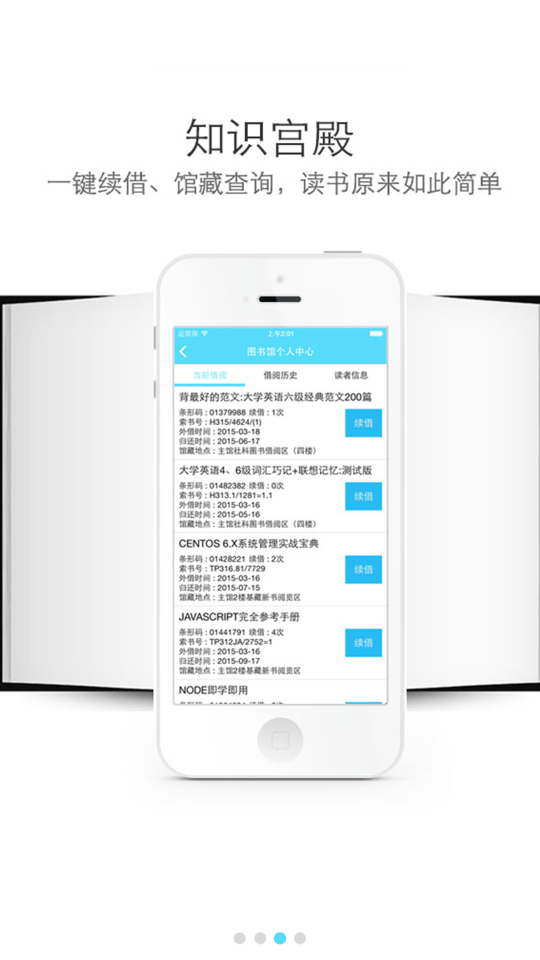 知识宫殿
一键续借、馆藏查询，读书原来如此简单
运营商 上午2:01
图书馆个人中心
当前借阅 借阅历史 读者信息
背最好的范文:大学英语六级经典范文200篇
条形码 : 01379988 续借 : 1次
索书号 : H315/4624/(1)
外借时间 : 2015-03-18
归还时间 : 2015-06-17
馆藏地点 : 主馆社科图书借阅区（四楼）
续借
大学英语4、6级词汇巧记+联想记忆:测试版
条形码 : 01482382 续借 : 0次
索书号 : H313.1/1281=1.1
外借时间 : 2015-03-16
归还时间 : 2015-05-16
馆藏地点 : 主馆社科图书借阅区（四楼）
续借
CENTOS 6.X系统管理实战宝典
条形码 : 01428221 续借 : 2次
索书号 : TP316.81/7729
外借时间 : 2015-03-16
归还时间 : 2015-07-15
馆藏地点 : 主馆2楼基藏新书阅览区
续借
JAVASCRIPT完全参考手册
条形码 : 01441791 续借 : 4次
索书号 : TP312JA/2752=1
外借时间 : 2015-03-16
归还时间 : 2015-09-17
馆藏地点 : 主馆2楼基藏新书阅览区
续借
NODE即学即用